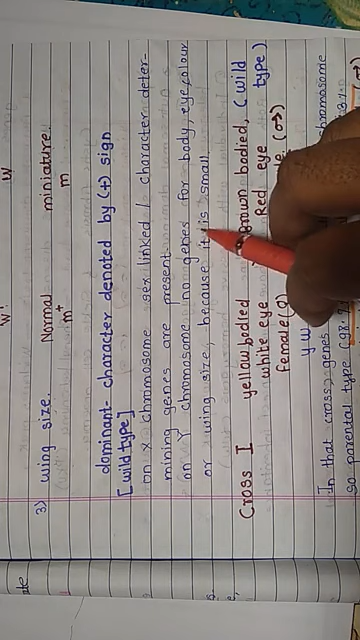 w+ w
3) wing size. Normal miniature.
m+ m
dominant- character denoted by (+) sign
[wild type]
on X chromosome sex linked / character deter-
mining genes are present.
on Y chromosome no genes for body, eye colour
or wing size, because it is small.
Cross I yellow bodied Brown bodied, (wild
white eye Red eye type)
female (♀) (♂)
y w
In that cross, genes chromosome
so parental type (98.